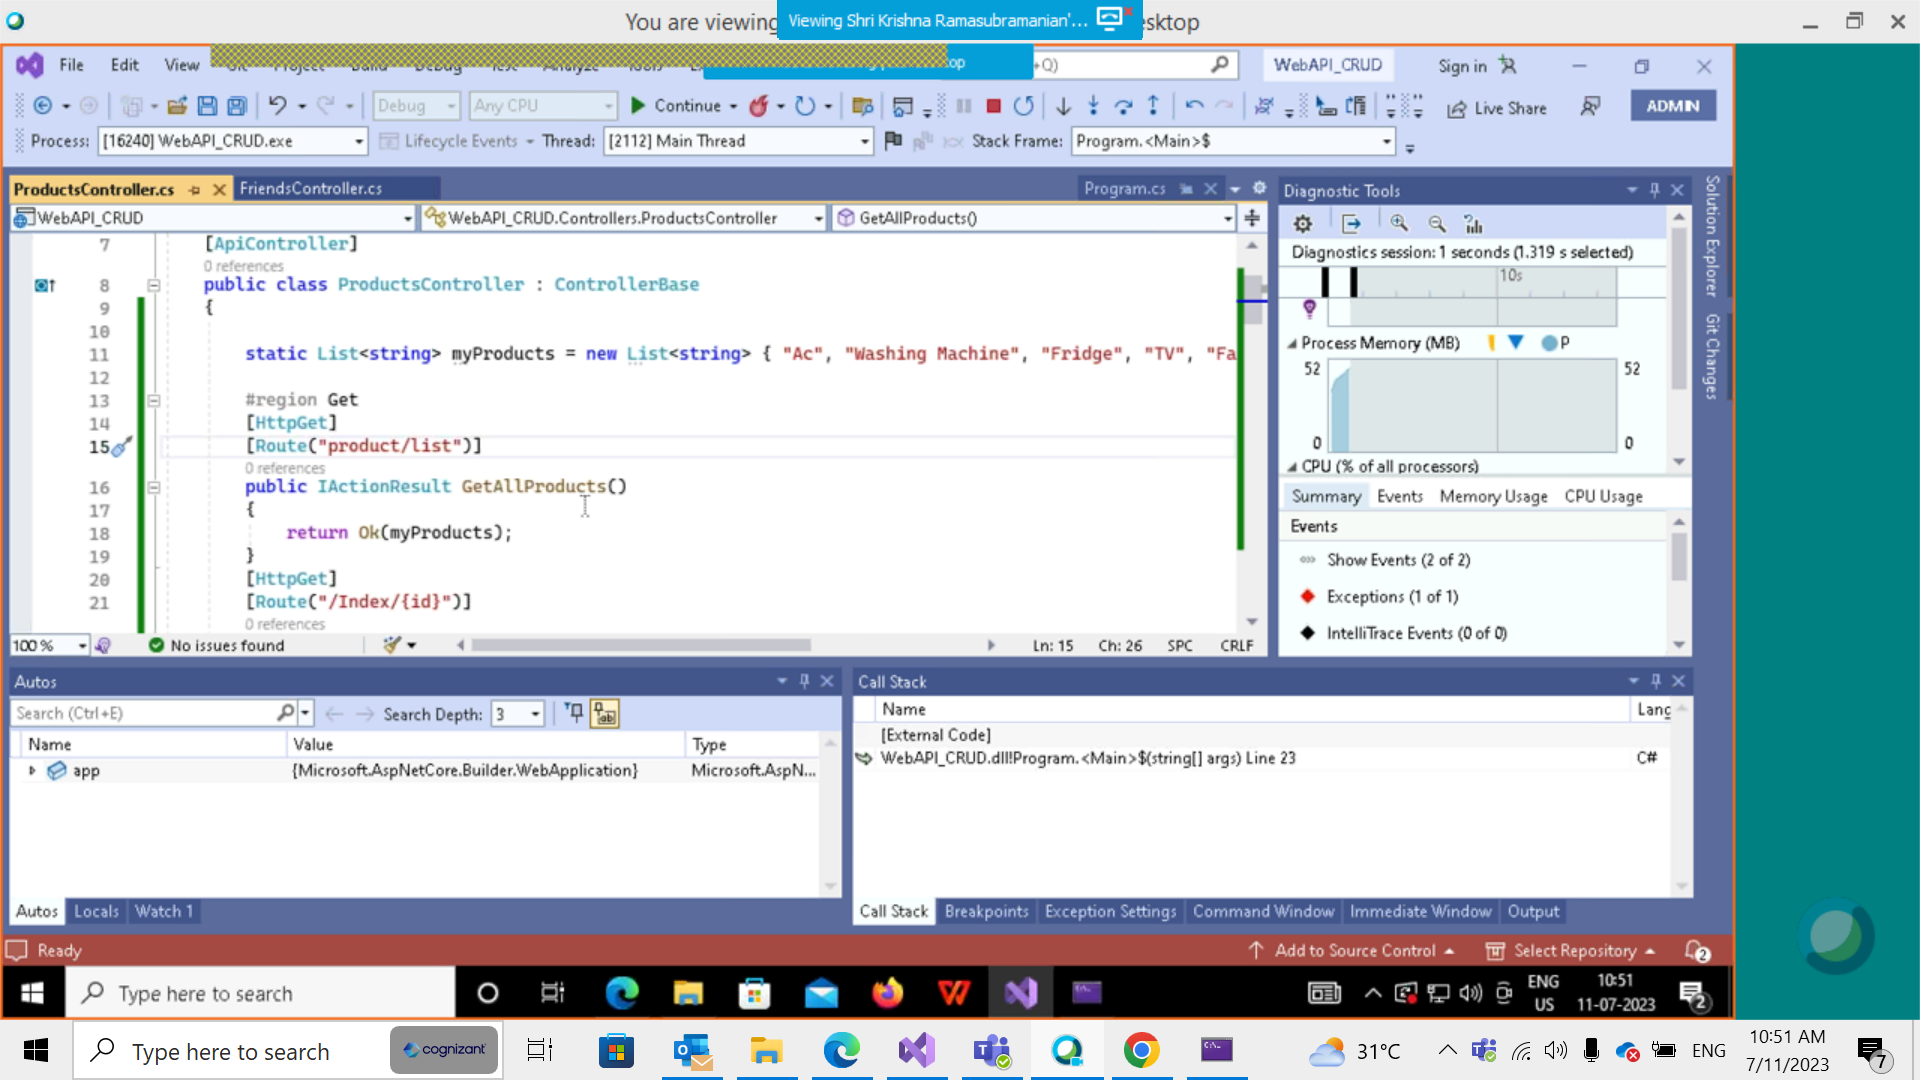 You are viewing
Viewing Shri Krishna Ramasubramanian'...
esktop
File Edit View
op
+Q)
WebAPI_CRUD
Sign in
Debug
Any CPU
Continue
Live Share
ADMIN
Process: [16240] WebAPI_CRUD.exe Lifecycle Events Thread: [2112] Main Thread Stack Frame: Program.<Main>$
ProductsController.cs FriendsController.cs Program.cs
WebAPI_CRUD WebAPI_CRUD.Controllers.ProductsController GetAllProducts()
7 [ApiController]
0 references
8 public class ProductsController : ControllerBase
9 {
10
11 static List<string> myProducts = new List<string> { "Ac", "Washing Machine", "Fridge", "TV", "Fa
12
13 #region Get
14 [HttpGet]
15 [Route("product/list")]
0 references
16 public IActionResult GetAllProducts()
17 {
18 return Ok(myProducts);
19 }
20 [HttpGet]
21 [Route("/Index/{id}")]
0 references
100 % No issues found Ln: 15 Ch: 26 SPC CRLF
Diagnostic Tools
Diagnostics session: 1 seconds (1.319 s selected)
10s
Process Memory (MB) P
52 52
0 0
CPU (% of all processors)
Summary Events Memory Usage CPU Usage
Events
Show Events (2 of 2)
Exceptions (1 of 1)
IntelliTrace Events (0 of 0)
Solution Explorer
Git Changes
Autos
Search (Ctrl+E) Search Depth: 3
Name Value Type
app {Microsoft.AspNetCore.Builder.WebApplication} Microsoft.AspN...
Autos Locals Watch 1
Call Stack
Name Lang
[External Code]
WebAPI_CRUD.dll!Program.<Main>$(string[] args) Line 23 C#
Call Stack Breakpoints Exception Settings Command Window Immediate Window Output
Ready Add to Source Control Select Repository 2
Type here to search
ENG
US
10:51
11-07-2023
2
Type here to search
cognizant
31°C
ENG
10:51 AM
7/11/2023
7